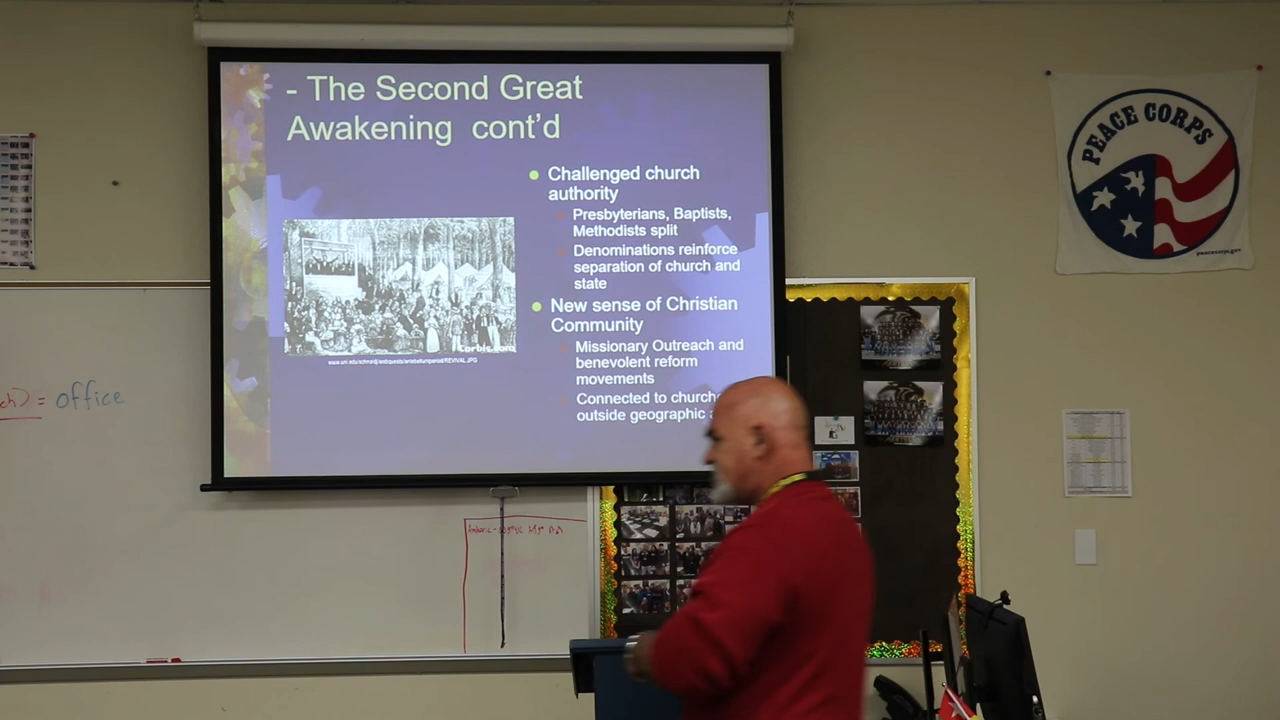 - The Second Great
Awakening cont'd
Challenged church
authority
Presbyterians, Baptists,
Methodists split
Denominations reinforce
separation of church and
state
New sense of Christian
Community
Missionary Outreach and
benevolent reform
movements
Connected to
outside geographic
corbis.com
PEACE CORPS
peacecorps.gov
= office